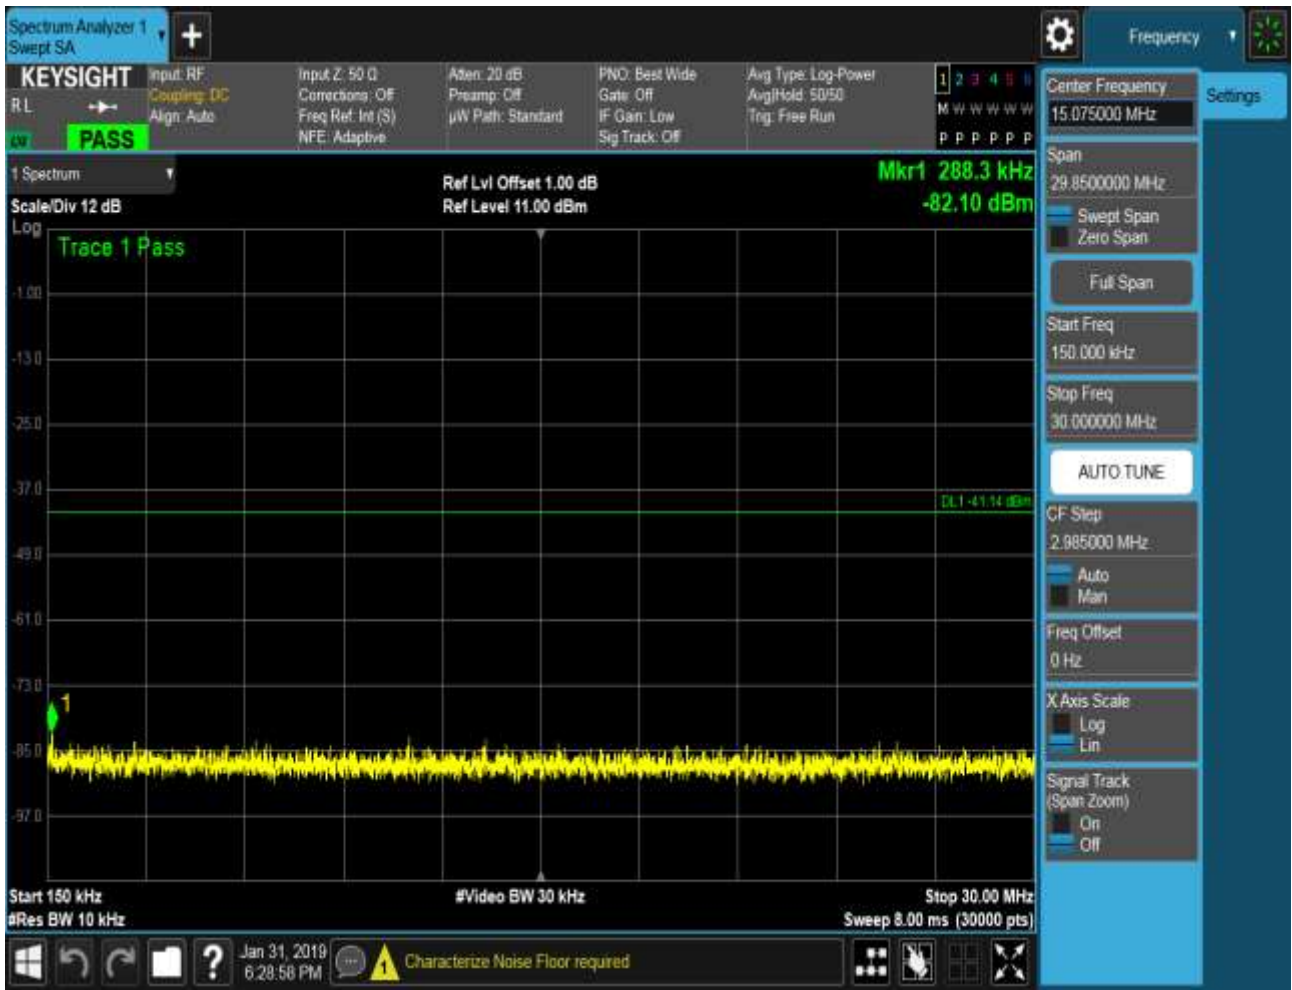 Spectrum Analyzer 1
Swept SA
Frequency
KEYSIGHT
R L
PASS
Input: RF
Coupling: DC
Align: Auto
Input Z: 50 Ω
Corrections: Off
Freq Ref: Int (S)
NFE: Adaptive
Atten: 20 dB
Preamp: Off
µW Path: Standard
PNO: Best Wide
Gate: Off
IF Gain: Low
Sig Track: Off
Avg Type: Log-Power
Avg|Hold: 50/50
Trig: Free Run
1 2 3 4 5 6
M W W W W W
P P P P P P
1 Spectrum
Scale/Div 12 dB
Ref Lvl Offset 1.00 dB
Ref Level 11.00 dBm
Mkr1 288.3 kHz
-82.10 dBm
Log
Trace 1 Pass
-1.00
-13.0
-25.0
-37.0
DL1 -41.14 dBm
-49.0
-61.0
-73.0
1
-85.0
-97.0
Start 150 kHz
#Res BW 10 kHz
#Video BW 30 kHz
Stop 30.00 MHz
Sweep 8.00 ms (30000 pts)
Center Frequency
15.075000 MHz
Settings
Span
29.8500000 MHz
Swept Span
Zero Span
Full Span
Start Freq
150.000 kHz
Stop Freq
30.000000 MHz
AUTO TUNE
CF Step
2.985000 MHz
Auto
Man
Freq Offset
0 Hz
X Axis Scale
Log
Lin
Signal Track
(Span Zoom)
On
Off
?
Jan 31, 2019
6:28:58 PM
1
Characterize Noise Floor required